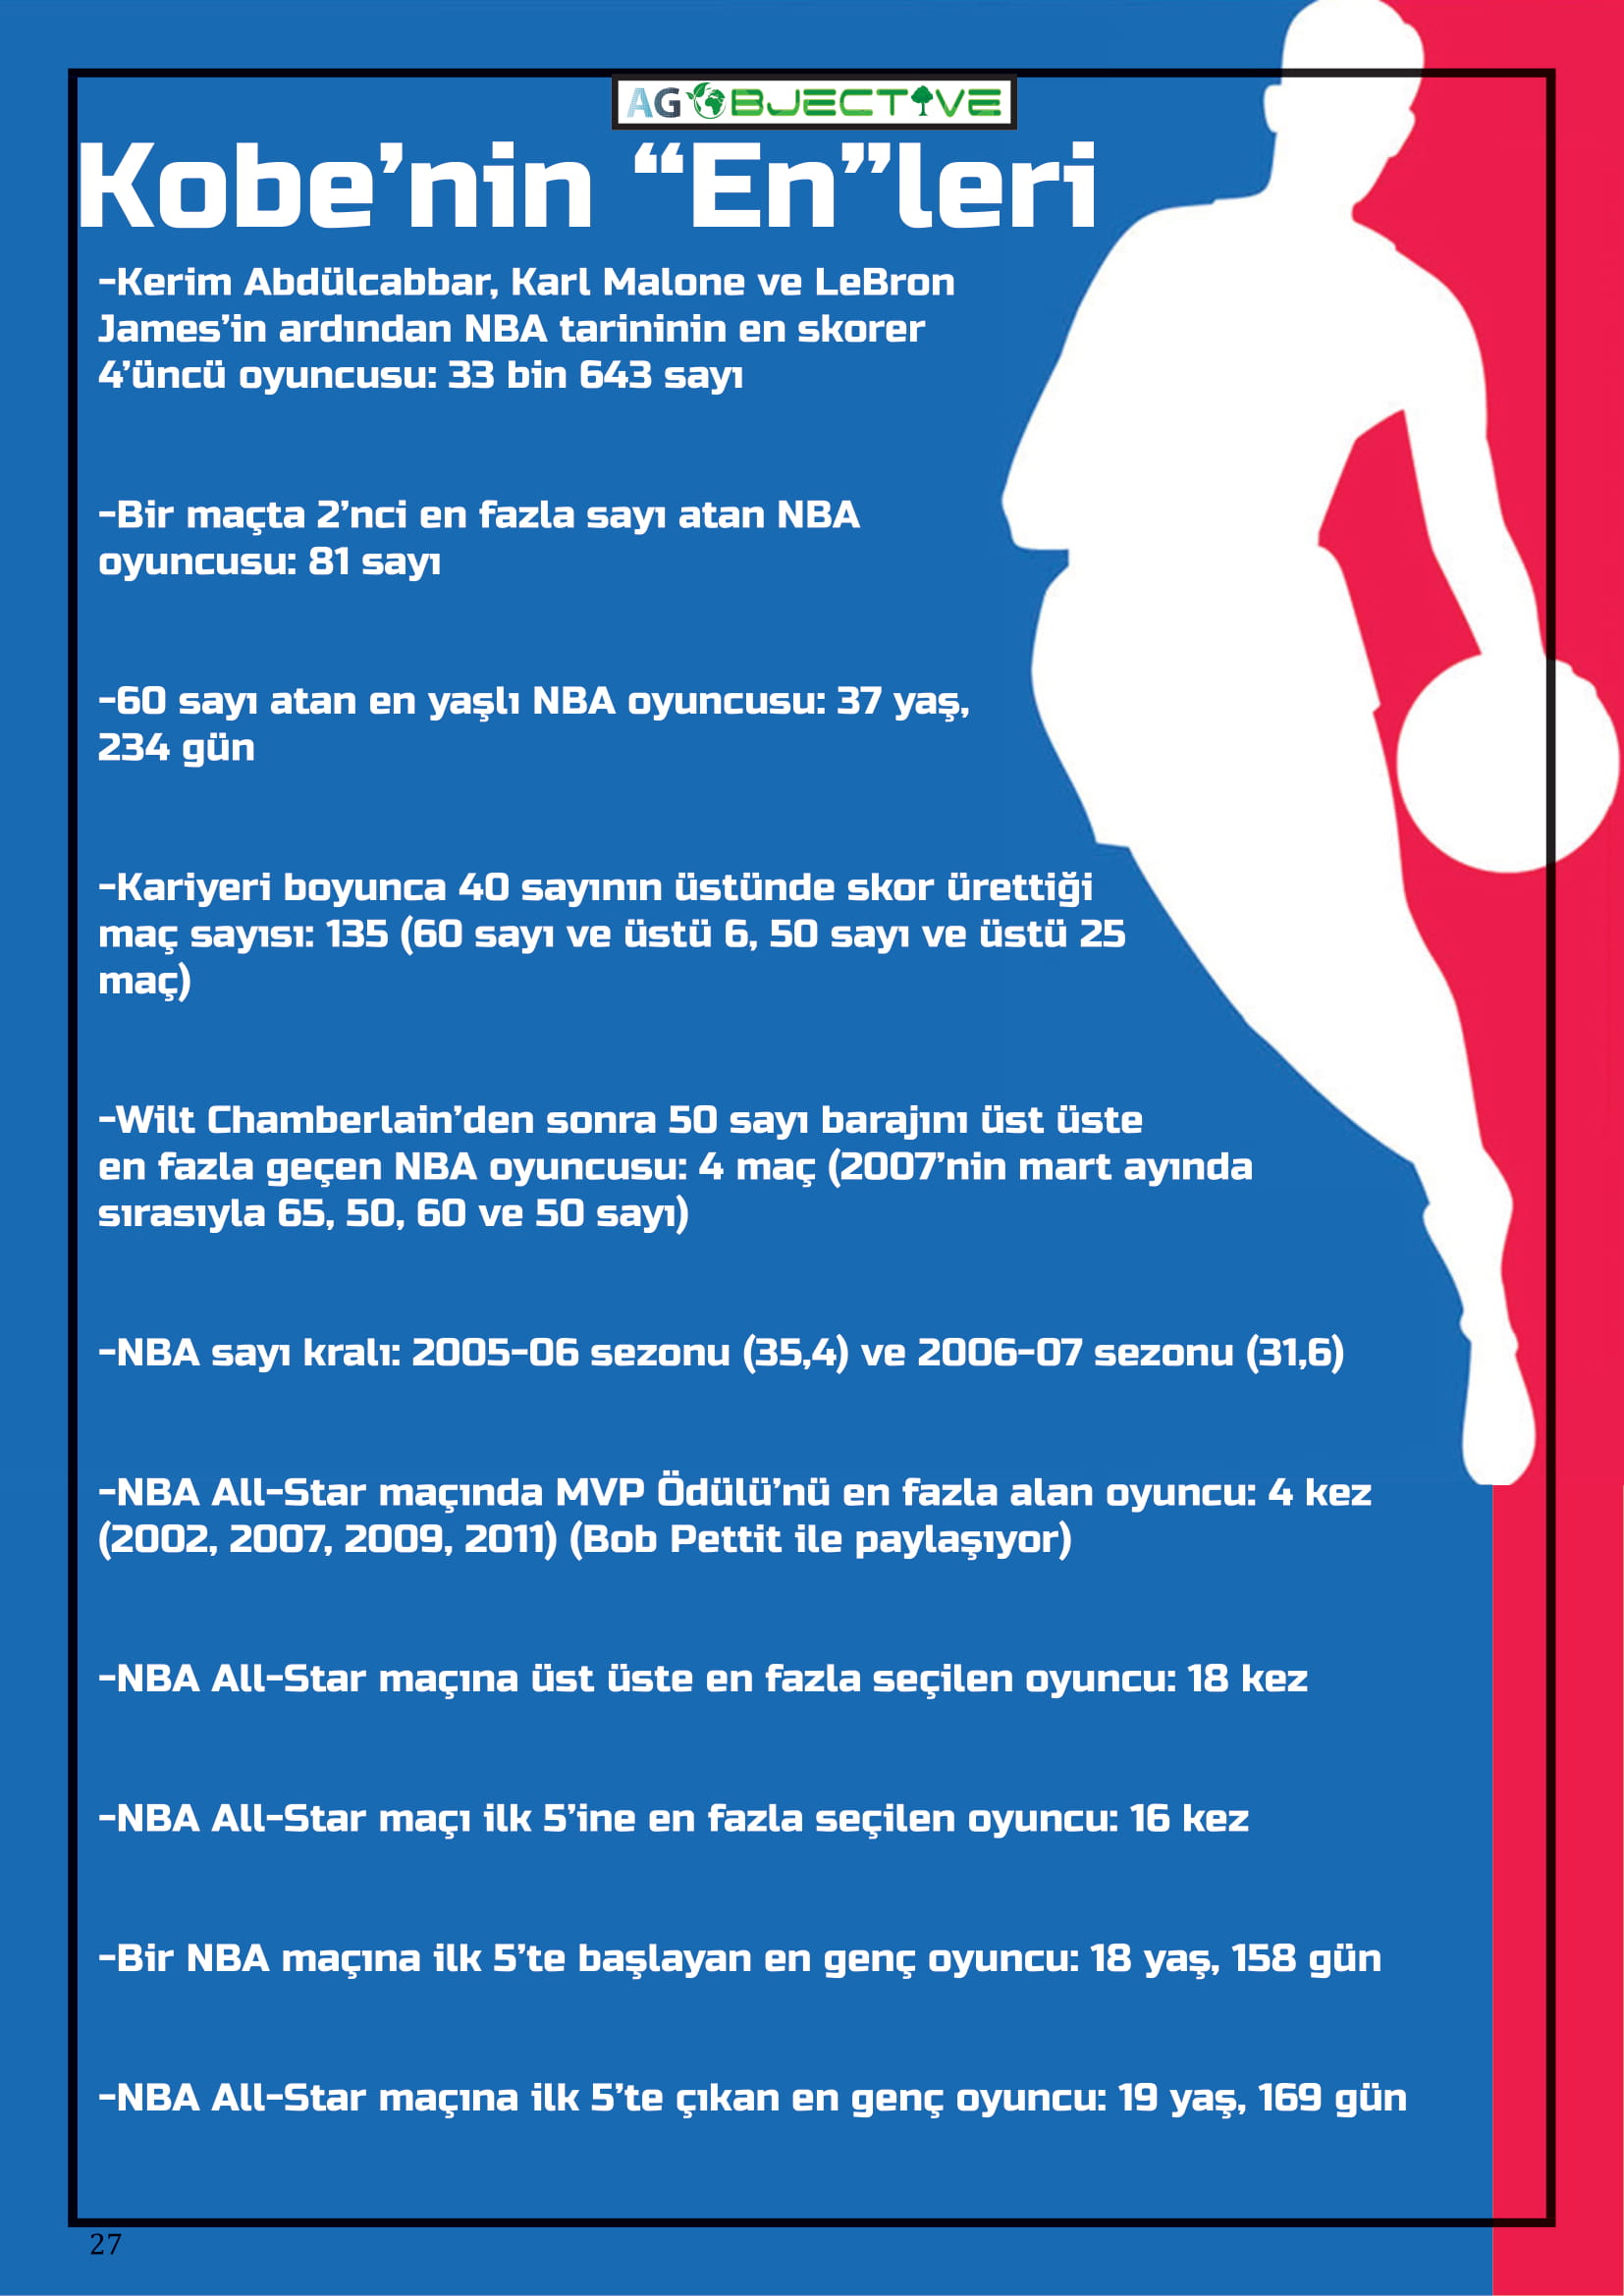 AG OBJECTIVE
Kobe’nin “En”leri
-Kerim Abdülcabbar, Karl Malone ve LeBron
James’in ardından NBA tarininin en skorer
4’üncü oyuncusu: 33 bin 643 sayı
-Bir maçta 2’nci en fazla sayı atan NBA
oyuncusu: 81 sayı
-60 sayı atan en yaşlı NBA oyuncusu: 37 yaş,
234 gün
-Kariyeri boyunca 40 sayının üstünde skor ürettiği
maç sayısı: 135 (60 sayı ve üstü 6, 50 sayı ve üstü 25
maç)
-Wilt Chamberlain’den sonra 50 sayı barajını üst üste
en fazla geçen NBA oyuncusu: 4 maç (2007’nin mart ayında
sırasıyla 65, 50, 60 ve 50 sayı)
-NBA sayı kralı: 2005-06 sezonu (35,4) ve 2006-07 sezonu (31,6)
-NBA All-Star maçında MVP Ödülü’nü en fazla alan oyuncu: 4 kez
(2002, 2007, 2009, 2011) (Bob Pettit ile paylaşıyor)
-NBA All-Star maçına üst üste en fazla seçilen oyuncu: 18 kez
-NBA All-Star maçı ilk 5’ine en fazla seçilen oyuncu: 16 kez
-Bir NBA maçına ilk 5’te başlayan en genç oyuncu: 18 yaş, 158 gün
-NBA All-Star maçına ilk 5’te çıkan en genç oyuncu: 19 yaş, 169 gün
27